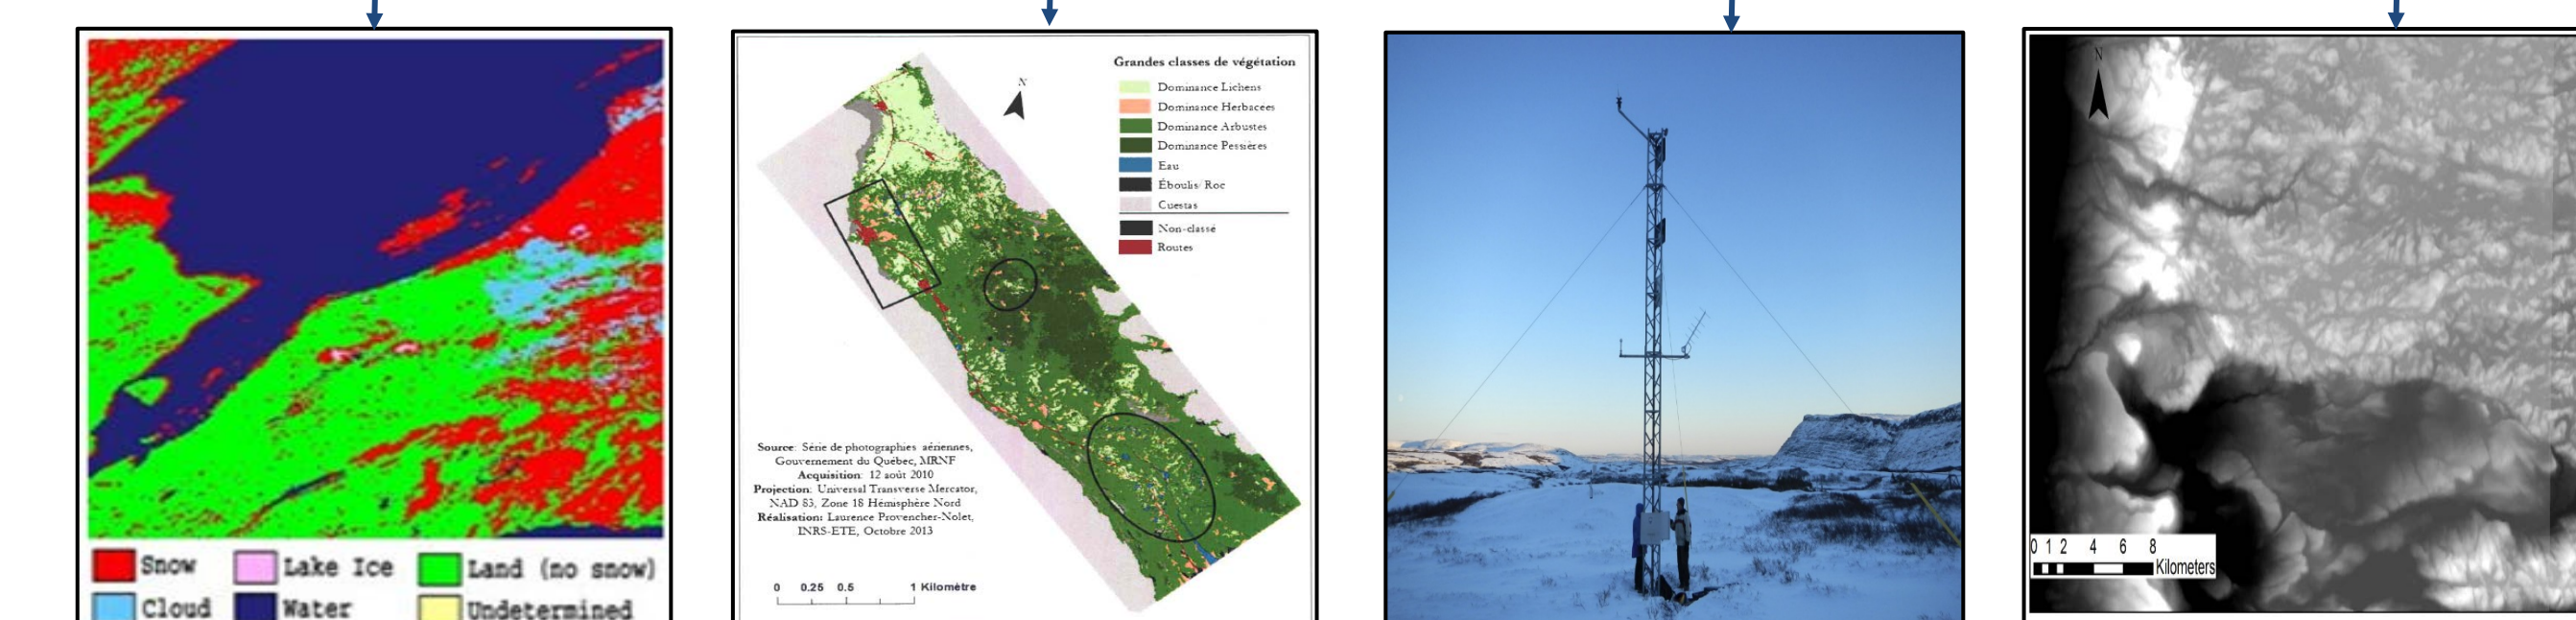 Snow
Lake Ice
Land (no snow)
Cloud
Water
Undetermined
N
Grandes classes de végétation
Dominance Lichens
Dominance Herbacées
Dominance Arbustes
Dominance Pessières
Eau
Éboulis/Roc
Cuestas
Non-classé
Routes
Source: Série de photographies aériennes,
Gouvernement du Québec, MRNF
Acquisition: 12 août 2010
Projection: Universal Transverse Mercator,
NAD 83, Zone 18 Hémisphère Nord
Réalisation: Laurence Provencher-Nolet,
INRS-ETE, Octobre 2013
0 0.25 0.5 1 Kilomètre
N
0 1 2 4 6 8
Kilometers